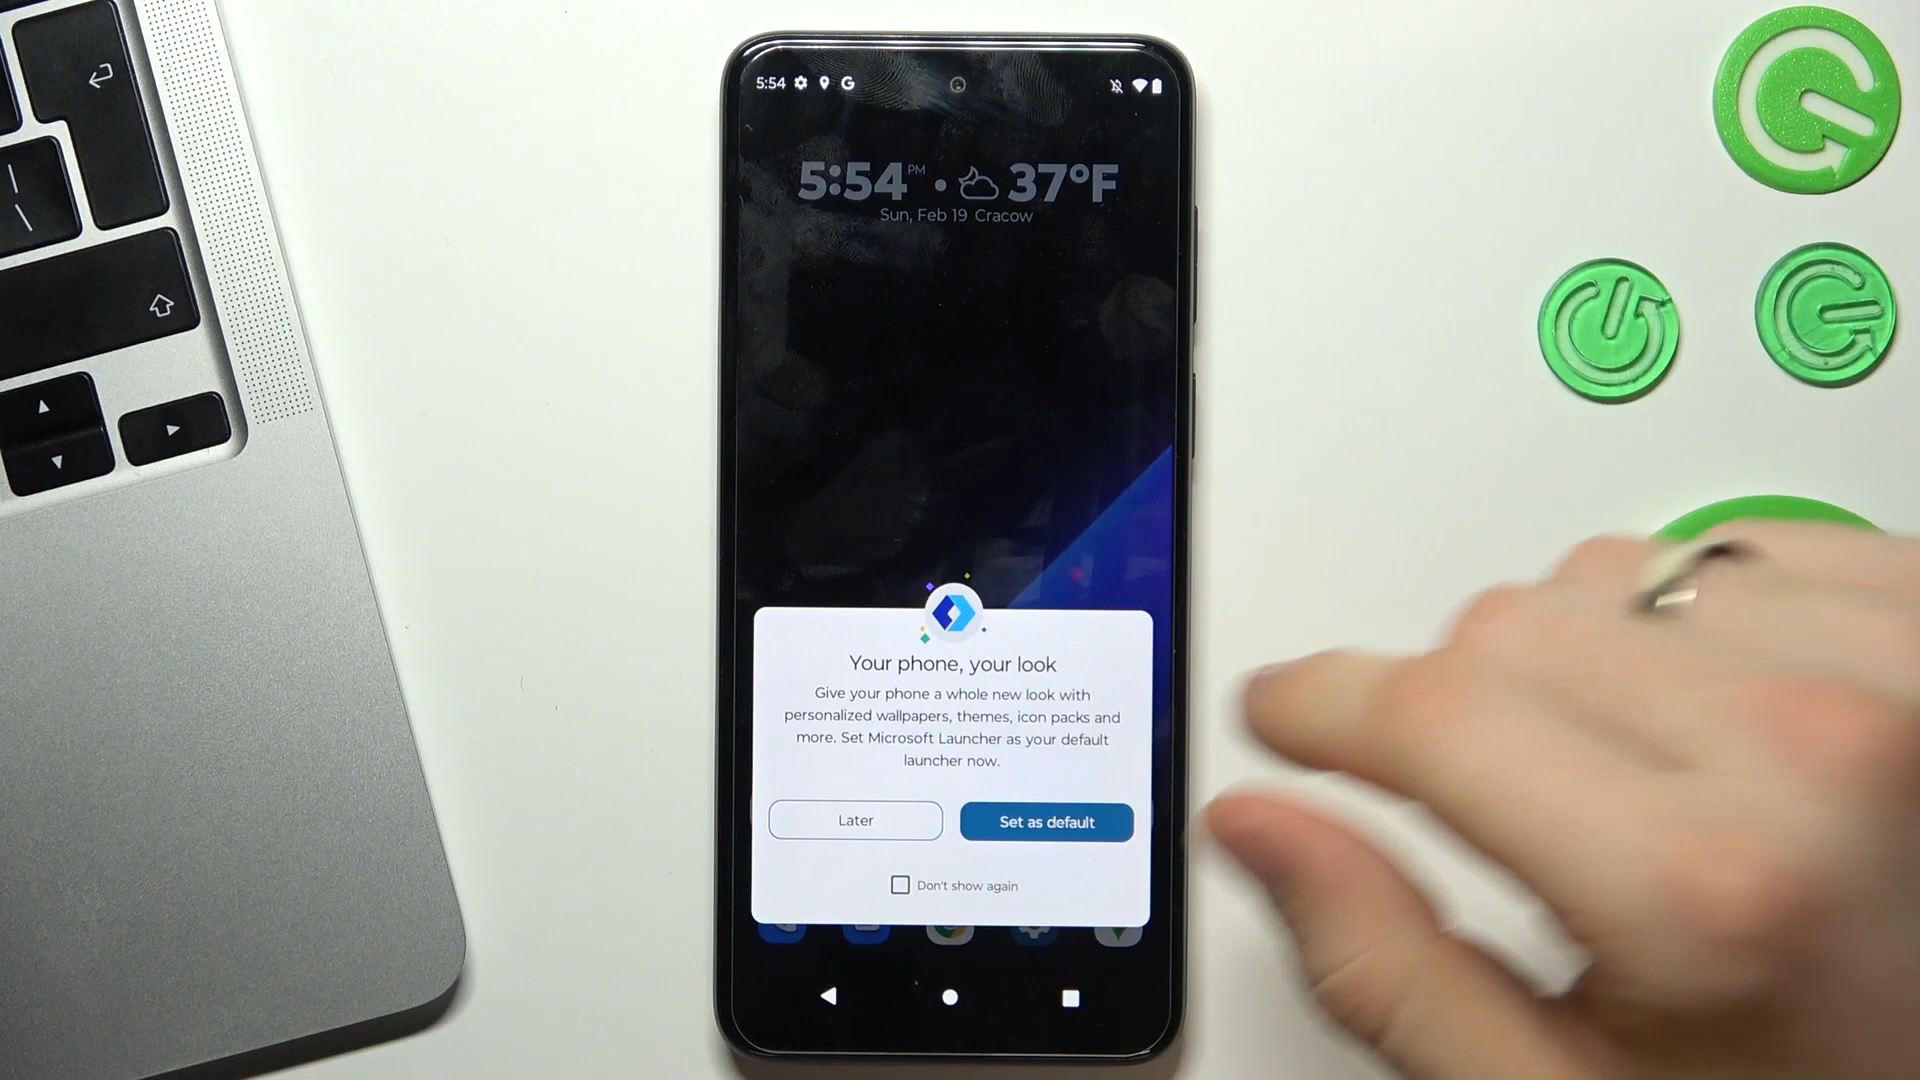 5:54
5:54 PM • 37°F
Sun, Feb 19 Cracow
Your phone, your look
Give your phone a whole new look with
personalized wallpapers, themes, icon packs and
more. Set Microsoft Launcher as your default
launcher now.
Later
Set as default
Don't show again